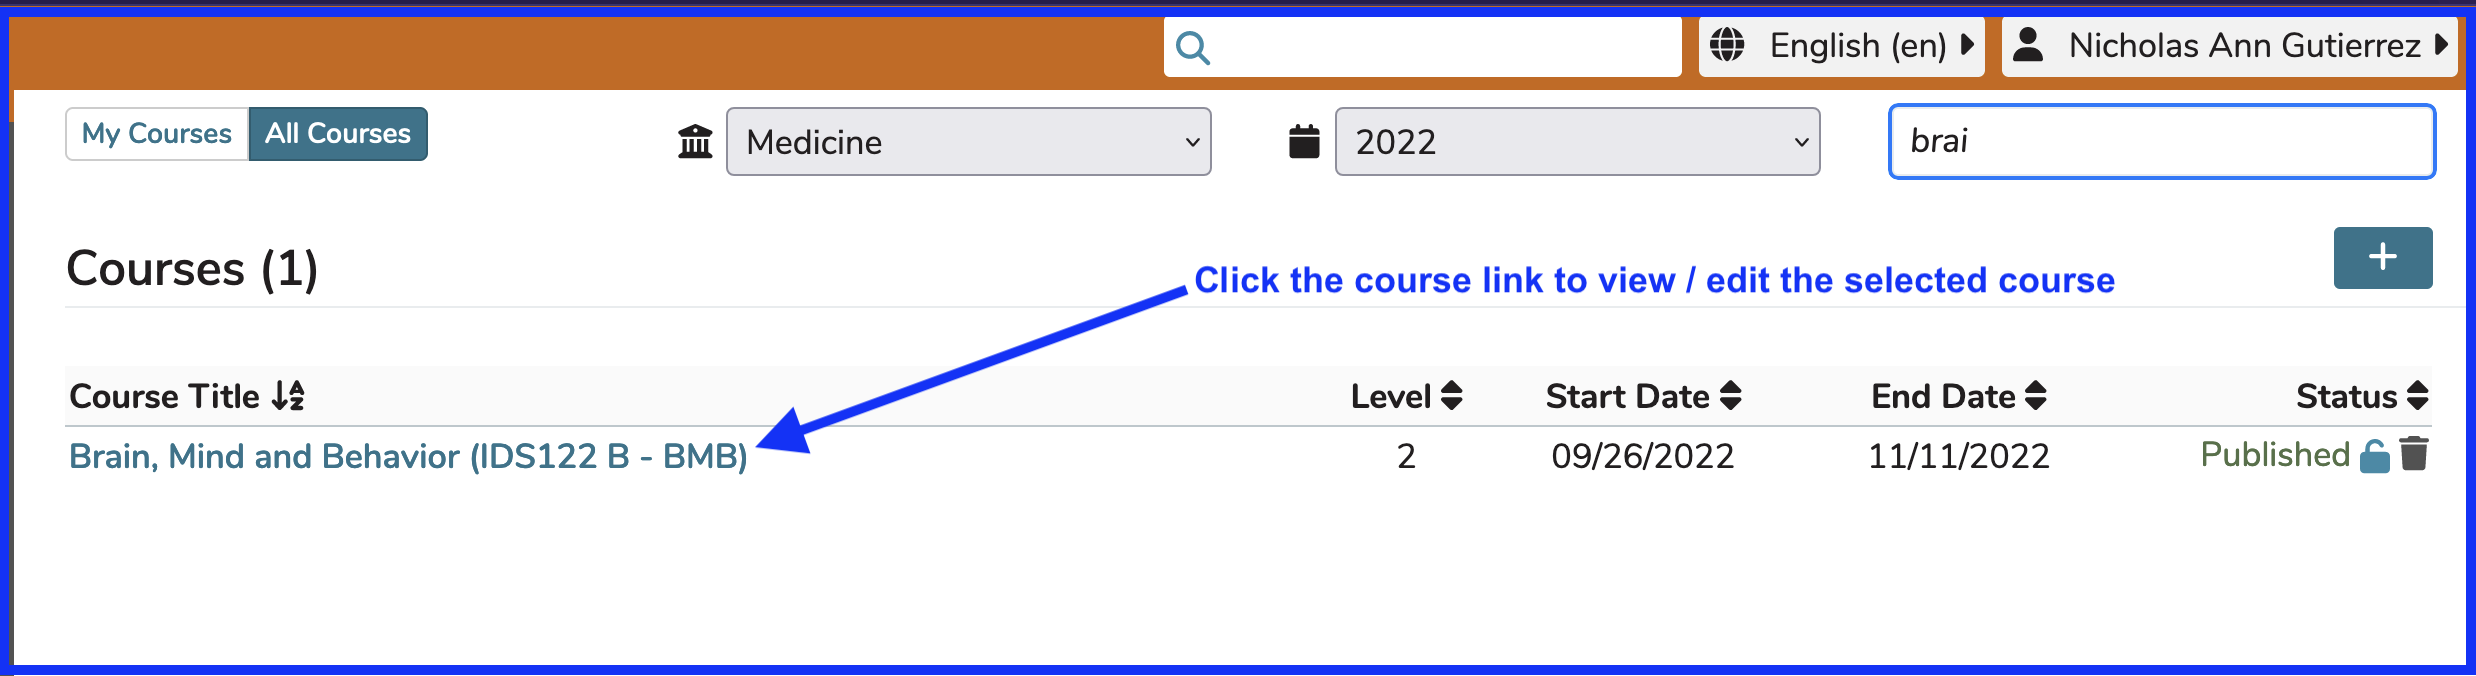 English (en)
Nicholas Ann Gutierrez
My Courses
All Courses
Medicine
2022
brai
Courses (1)
Click the course link to view / edit the selected course
Course Title
Level
Start Date
End Date
Status
Brain, Mind and Behavior (IDS122 B - BMB)
2
09/26/2022
11/11/2022
Published